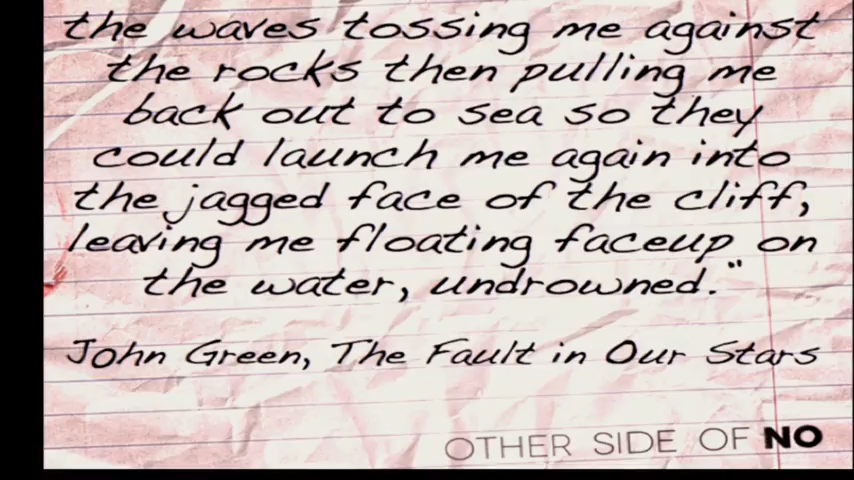 the waves tossing me against
the rocks then pulling me
back out to sea so they
could launch me again into
the jagged face of the cliff,
leaving me floating faceup on
the water, undrowned."
John Green, The Fault in Our Stars
OTHER SIDE OF NO